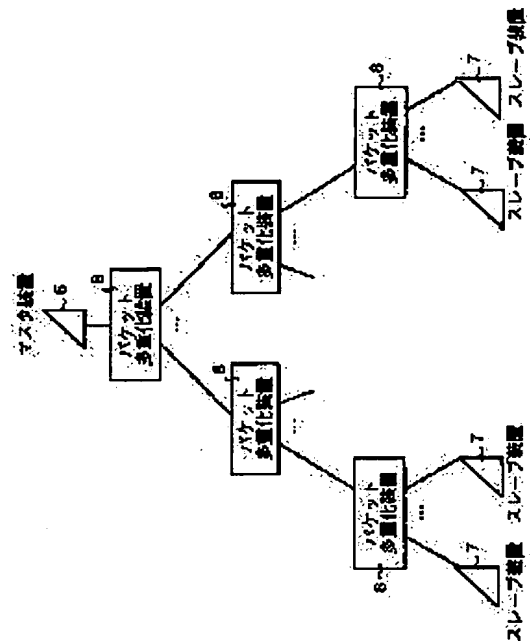 マスタ装置
6
パケット
多重化装置
8
パケット
多重化装置
8
パケット
多重化装置
8
パケット
多重化装置
8
パケット
多重化装置
8
スレーブ装置
7
スレーブ装置
7
スレーブ装置
7
スレーブ装置
7